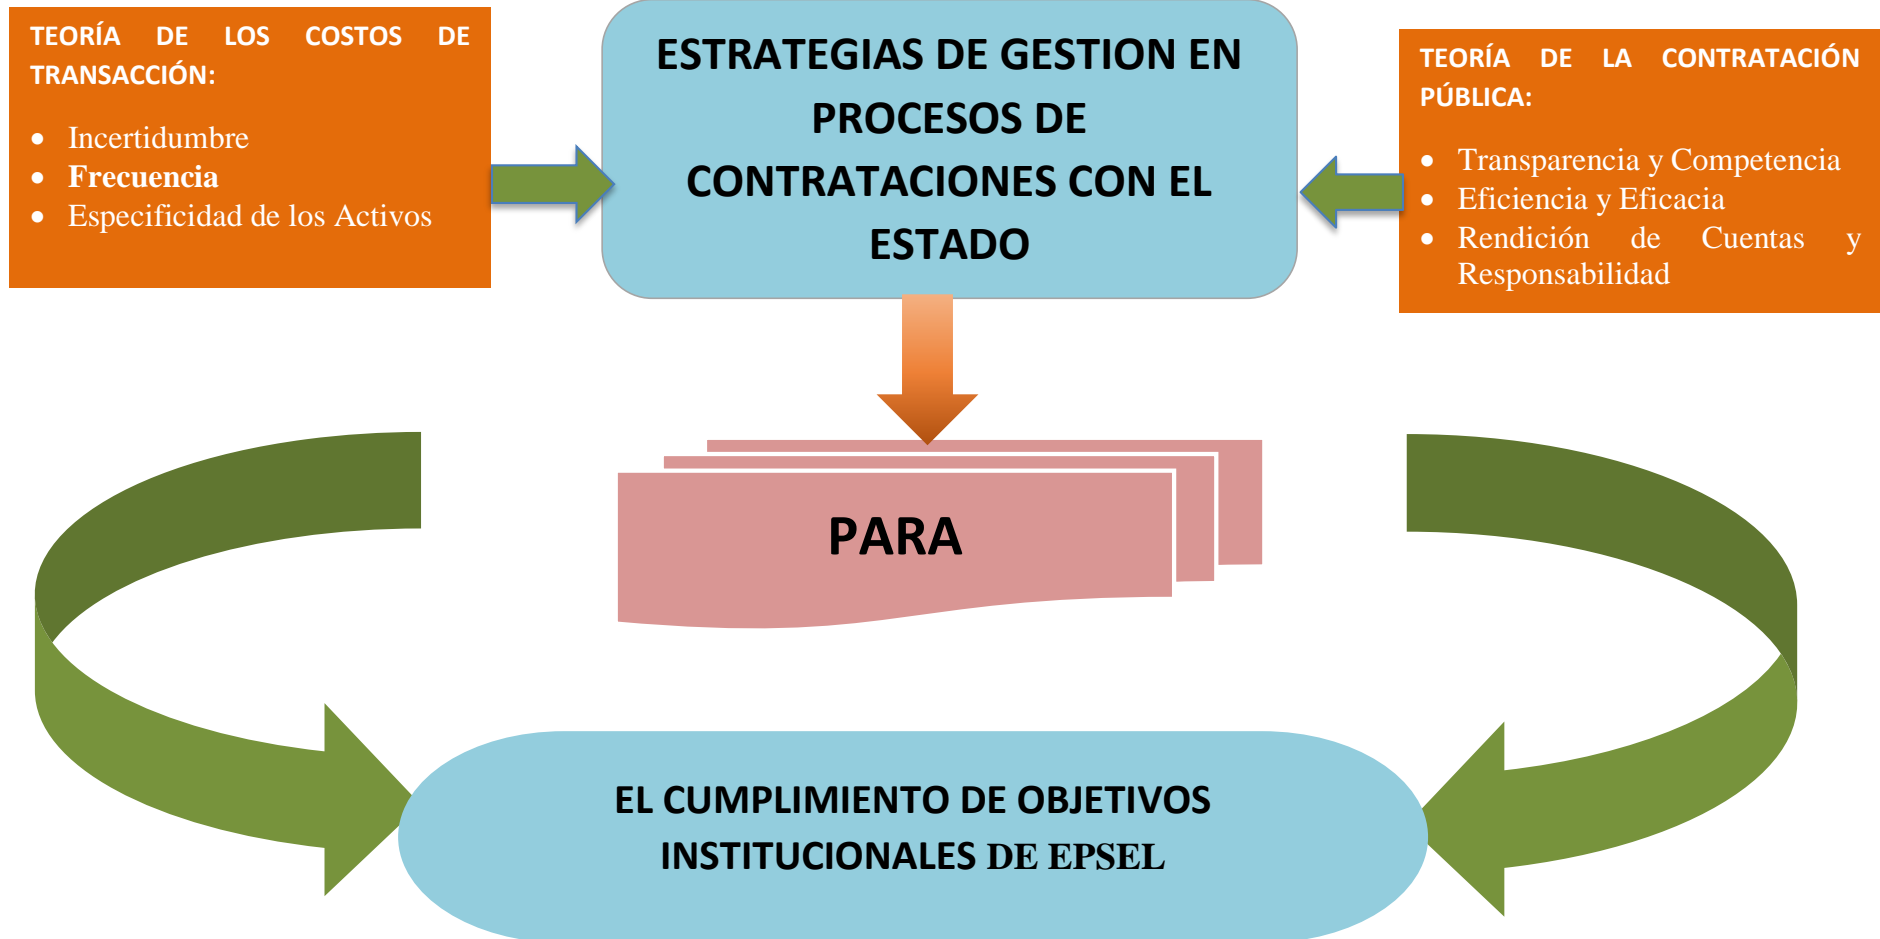 TEORÍA DE LOS COSTOS DE
TRANSACCIÓN:
• Incertidumbre
• Frecuencia
• Especificidad de los Activos
ESTRATEGIAS DE GESTION EN
PROCESOS DE
CONTRATACIONES CON EL
ESTADO
TEORÍA DE LA CONTRATACIÓN
PÚBLICA:
• Transparencia y Competencia
• Eficiencia y Eficacia
• Rendición de Cuentas y
Responsabilidad
PARA
EL CUMPLIMIENTO DE OBJETIVOS
INSTITUCIONALES DE EPSEL